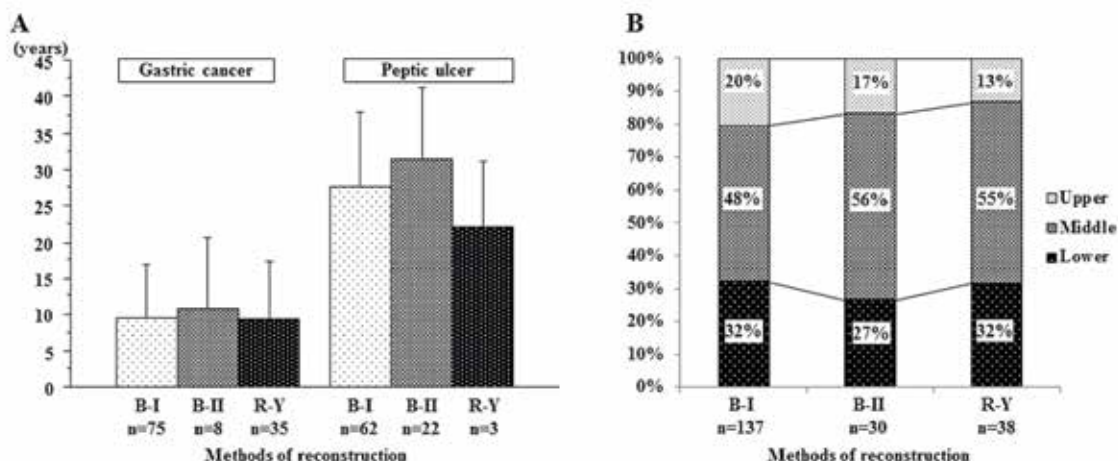 A
(years)
45
40
35
30
25
20
15
10
5
0
Gastric cancer
Peptic ulcer
B-I B-II R-Y B-I B-II R-Y
n=75 n=8 n=35 n=62 n=22 n=3
Methods of reconstruction
B
100%
90%
80%
70%
60%
50%
40%
30%
20%
10%
0%
20% 17% 13%
48% 56% 55%
32% 27% 32%
Upper
Middle
Lower
B-I B-II R-Y
n=137 n=30 n=38
Methods of reconstruction